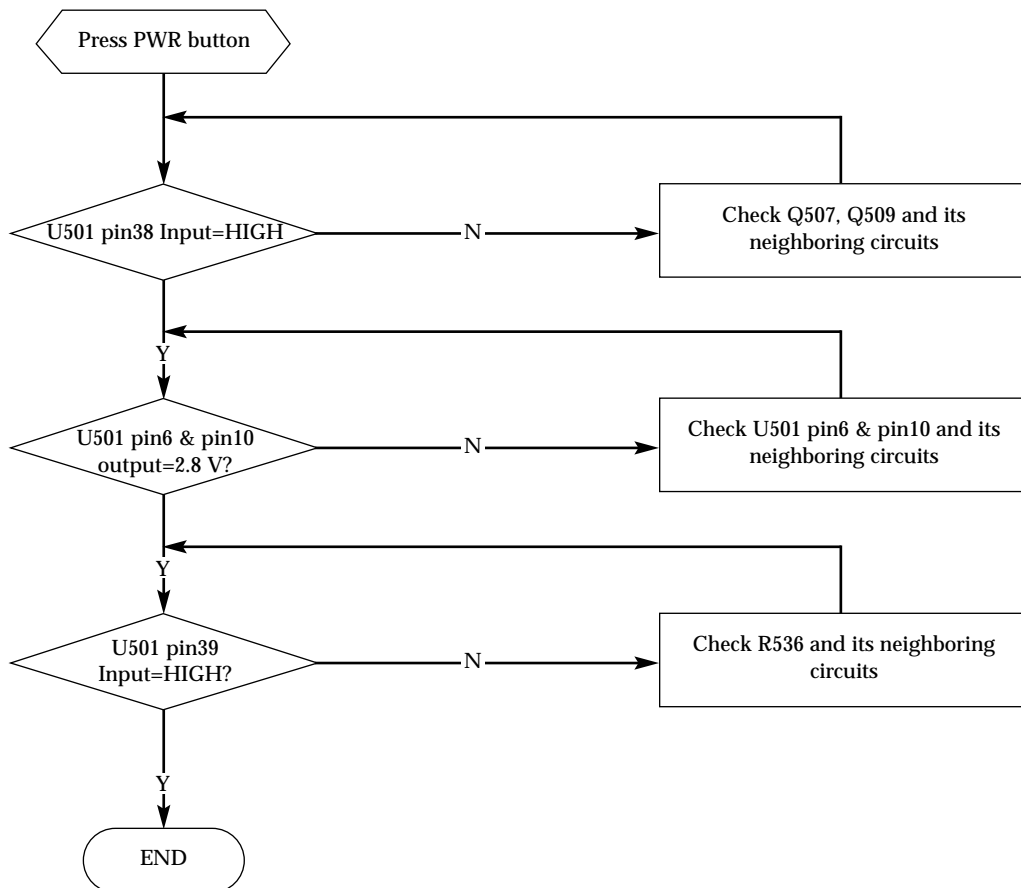 Press PWR button
U501 pin38 Input=HIGH
N
Check Q507, Q509 and its
neighboring circuits
Y
U501 pin6 & pin10
output=2.8 V?
N
Check U501 pin6 & pin10 and its
neighboring circuits
Y
U501 pin39
Input=HIGH?
N
Check R536 and its neighboring
circuits
Y
END